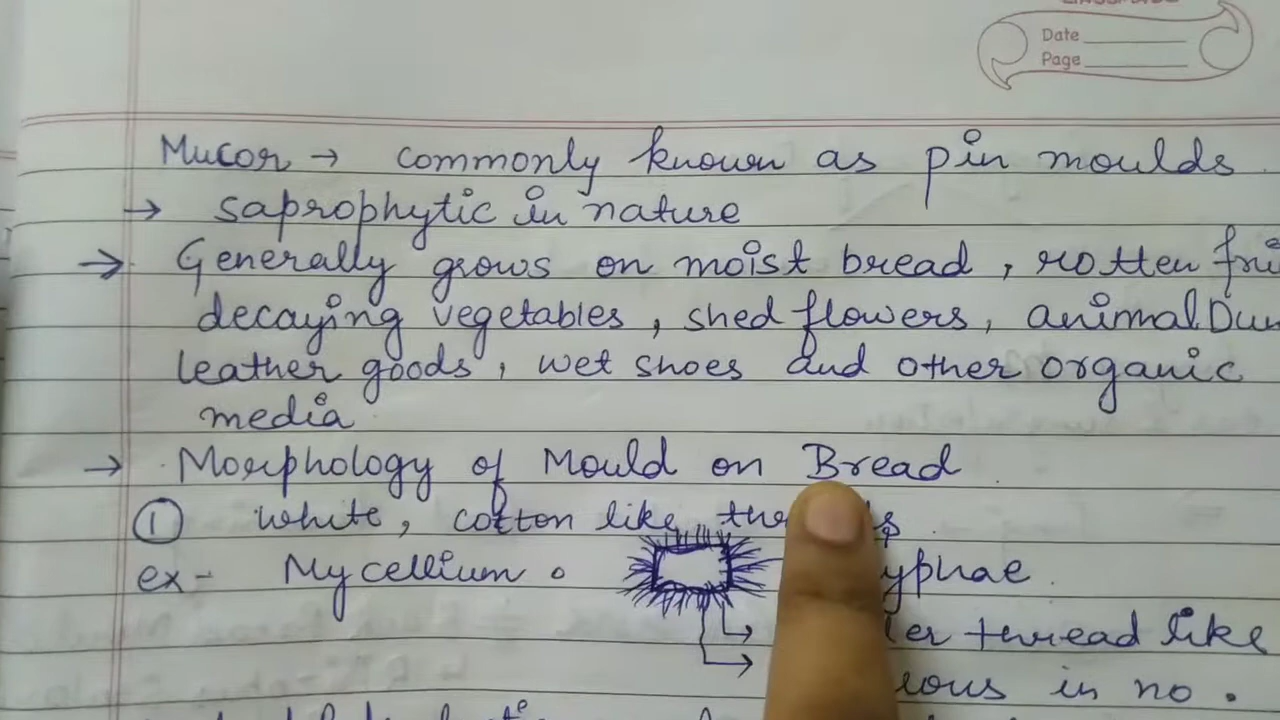 Date
Page
Mucor → commonly known as pin moulds
→ saprophytic in nature
→ Generally grows on moist bread, rotten
decaying vegetables, shed flowers, animal
leather goods, wet shoes and other organic
media
→ Morphology of Mould on Bread
① white, cotton like
ex- Mycellium.
thread like
in no.